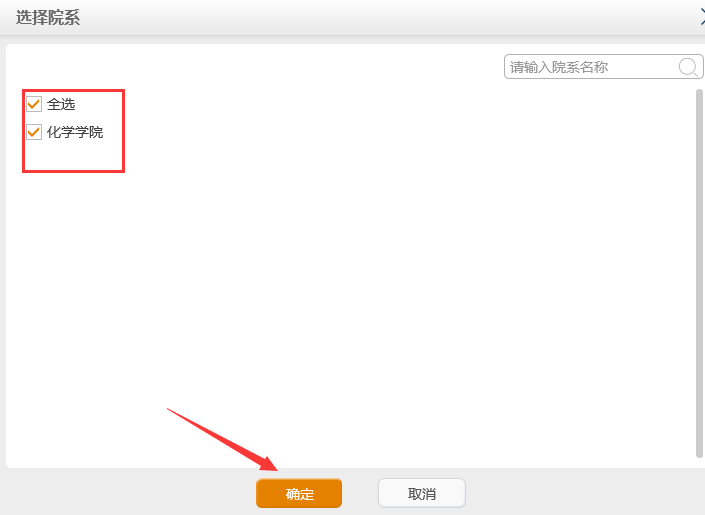 选择院系
请输入院系名称
全选
化学学院
确定
取消